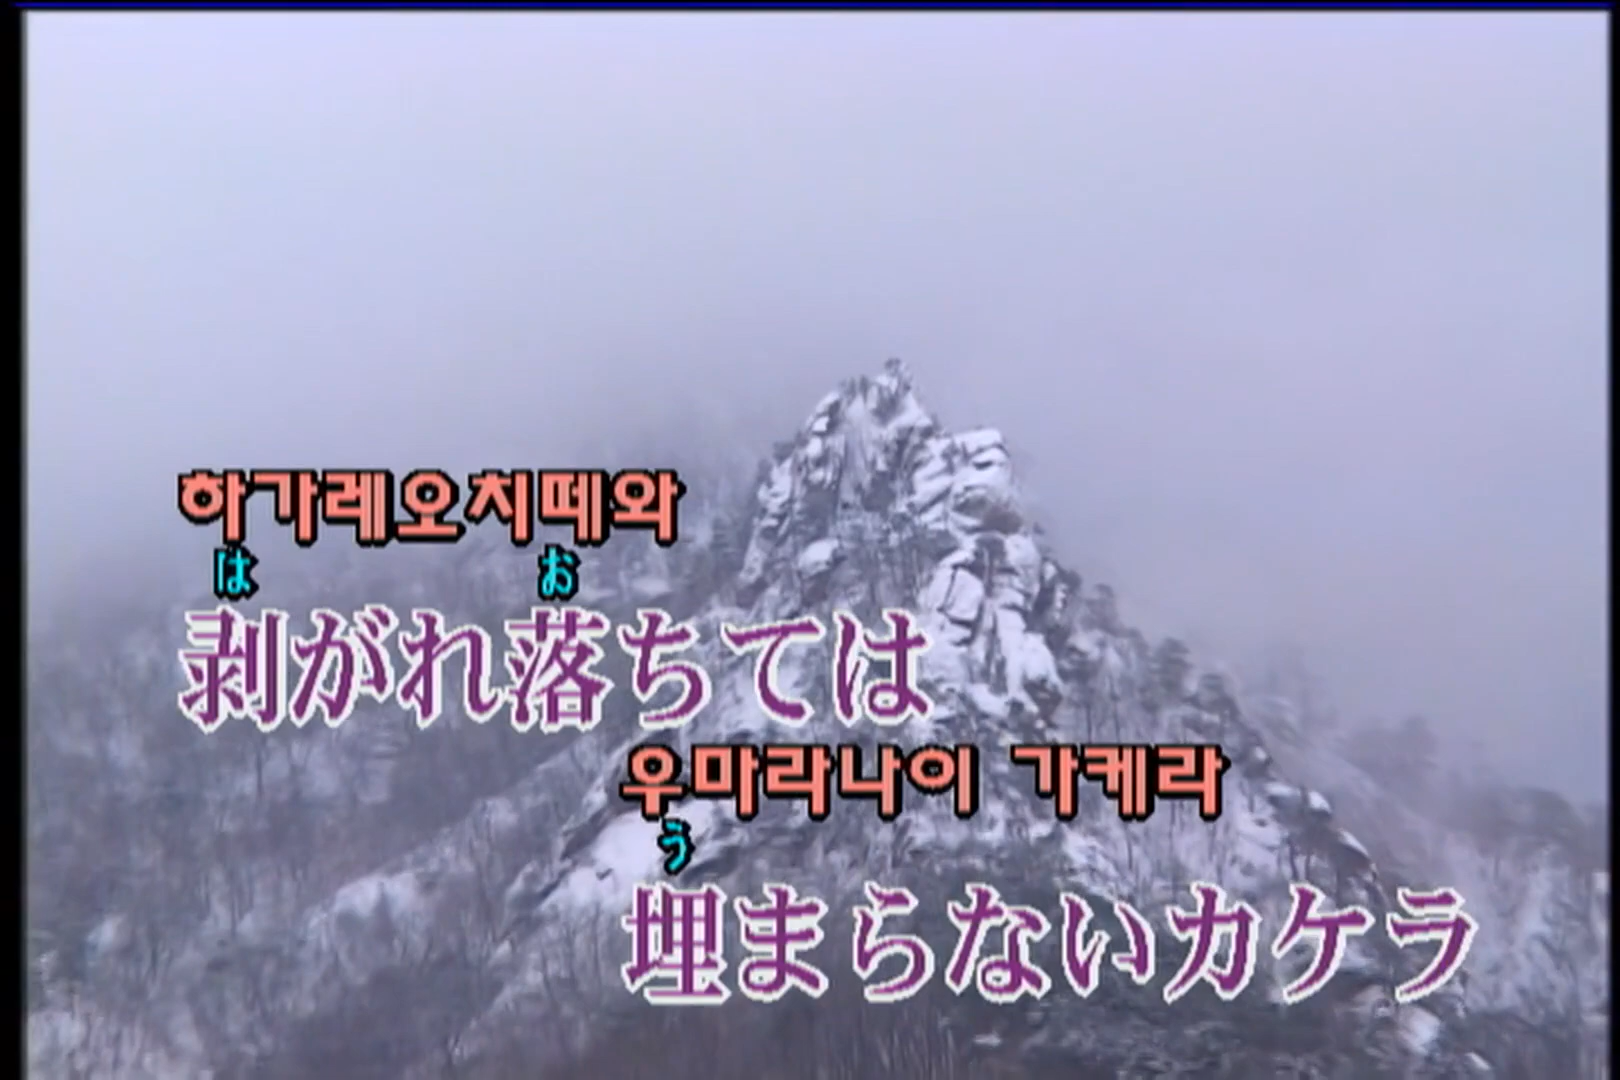 하가레오치떼와
は お
剥がれ落ちては
우마라나이 가케라
う
埋まらないカケラ